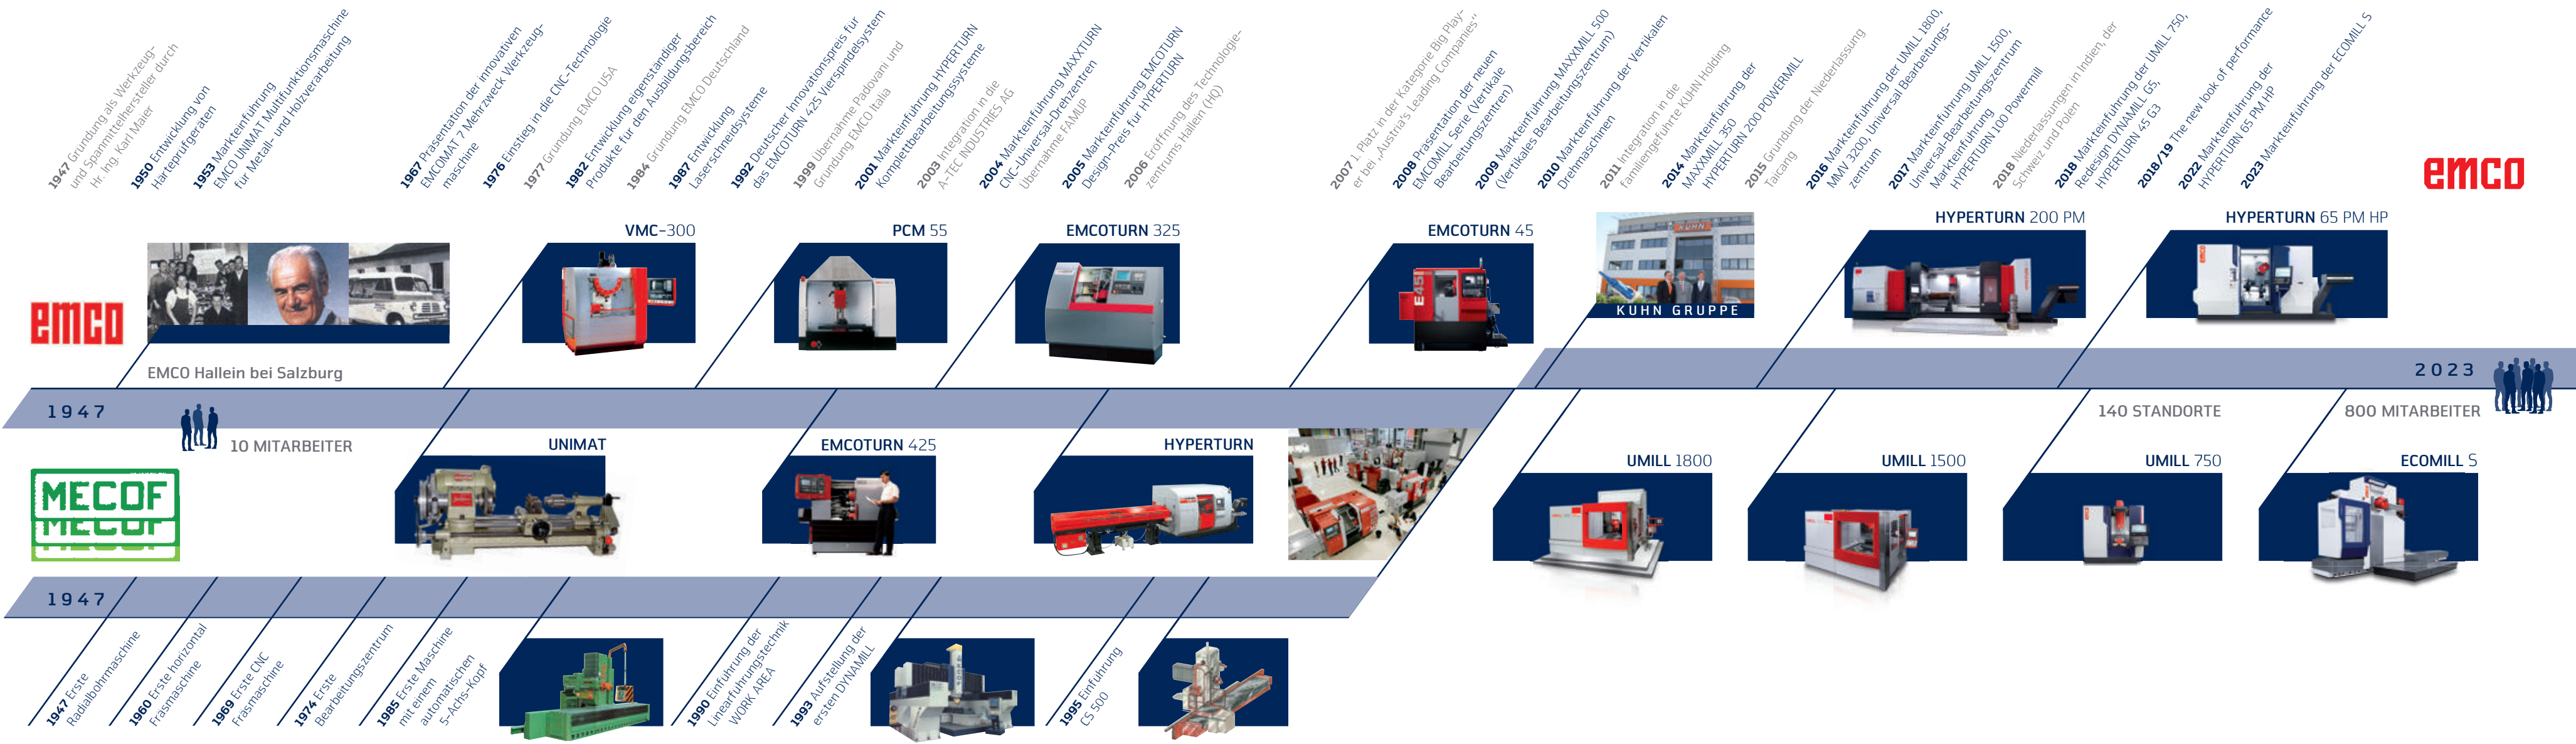 1947 Gründung als Werkzeug-
und Spannmittelhersteller durch
Hr. Ing. Karl Maier
1950 Entwicklung von
Härteprüfgeräten
1953 Markteinführung
EMCO UNIMAT Multifunktionsmaschine
für Metall- und Holzverarbeitung
1967 Präsentation der innovativen
EMCOMAT 7 Mehrzweck Werkzeug-
maschine
1976 Einstieg in die CNC-Technologie
1977 Gründung EMCO USA
1982 Entwicklung eigenständiger
Produkte für den Ausbildungsbereich
1984 Gründung EMCO Deutschland
1987 Entwicklung
Laserschneidsysteme
1992 Deutscher Innovationspreis für
das EMCOTURN 425 Vierspindelsystem
1999 Übernahme Padovani und
Gründung EMCO Italia
2001 Markteinführung HYPERTURN
Komplettbearbeitungssysteme
2003 Integration in die
A-TEC INDUSTRIES AG
2004 Markteinführung MAXXTURN
CNC-Universal-Drehzentren
Übernahme FAMUP
2005 Markteinführung EMCOTURN
Design-Preis für HYPERTURN
2006 Eröffnung des Technologie-
zentrums Hallein (HQ)
2007 1. Platz in der Kategorie Big Play-
er bei „Austria's Leading Companies“
2008 Präsentation der neuen
EMCOMILL Serie (Vertikale
Bearbeitungszentren)
2009 Markteinführung MAXXMILL 500
(Vertikales Bearbeitungszentrum)
2010 Markteinführung der Vertikalen
Drehmaschinen
2011 Integration in die
familiengeführte KUHN Holding
2014 Markteinführung der
MAXXMILL 350
HYPERTURN 200 POWERMILL
2015 Gründung der Niederlassung
Taicang
2016 Markteinführung der UMILL 1800,
MMV 3200, Universal Bearbeitungs-
zentrum
2017 Markteinführung UMILL 1500,
Universal-Bearbeitungszentrum
Markteinführung
HYPERTURN 100 Powermill
2018 Niederlassungen in Indien, der
Schweiz und Polen
2018 Markteinführung der UMILL 750,
Redesign DYNAMILL G5,
HYPERTURN 45 G3
2018/19 The new look of performance
2022 Markteinführung der
HYPERTURN 65 PM HP
2023 Markteinführung der ECOMILL S
emco
VMC-300
PCM 55
EMCOTURN 325
EMCOTURN 45
E45
KUHN
KUHN GRUPPE
HYPERTURN 200 PM
HYPERTURN 65 PM HP
emco
EMCO Hallein bei Salzburg
2023
1947
10 MITARBEITER
140 STANDORTE
800 MITARBEITER
MECOF
MECOF
UNIMAT
EMCOTURN 425
HYPERTURN
UMILL 1800
UMILL 1500
UMILL 750
ECOMILL S
1947
1947 Erste
Radialbohrmaschine
1960 Erste horizontal
Fräsmaschine
1969 Erste CNC
Fräsmaschine
1974 Erste
Bearbeitungszentrum
1985 Erste Maschine
mit einem
automatischen
5-Achs-Kopf
1990 Einführung der
Linearführungstechnik
WORK AREA
1993 Aufstellung der
ersten DYNAMILL
1995 Einführung
CS 500